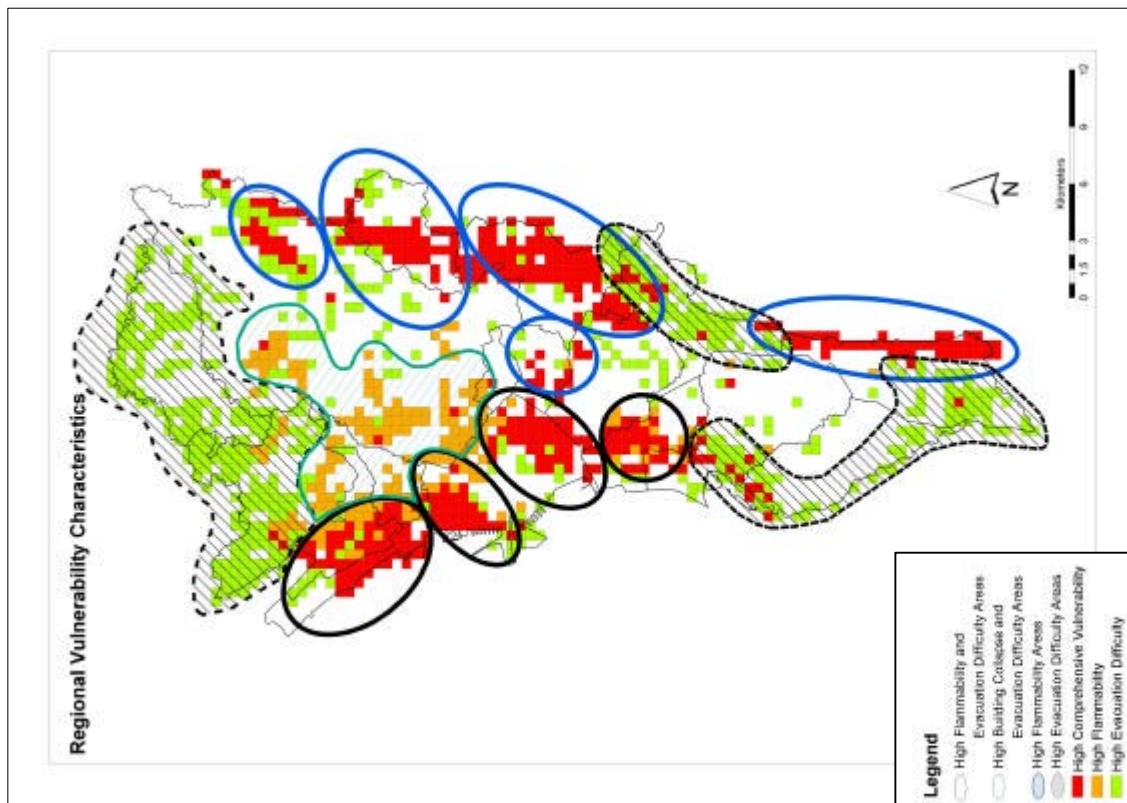 Regional Vulnerability Characteristics
N
0 1.5 3 6 9 12
Kilometers
Legend
High Flammability and
Evacuation Difficulty Areas
High Building Collapse and
Evacuation Difficulty Areas
High Flammability Areas
High Evacuation Difficulty Areas
High Comprehensive Vulnerability
High Flammability
High Evacuation Difficulty